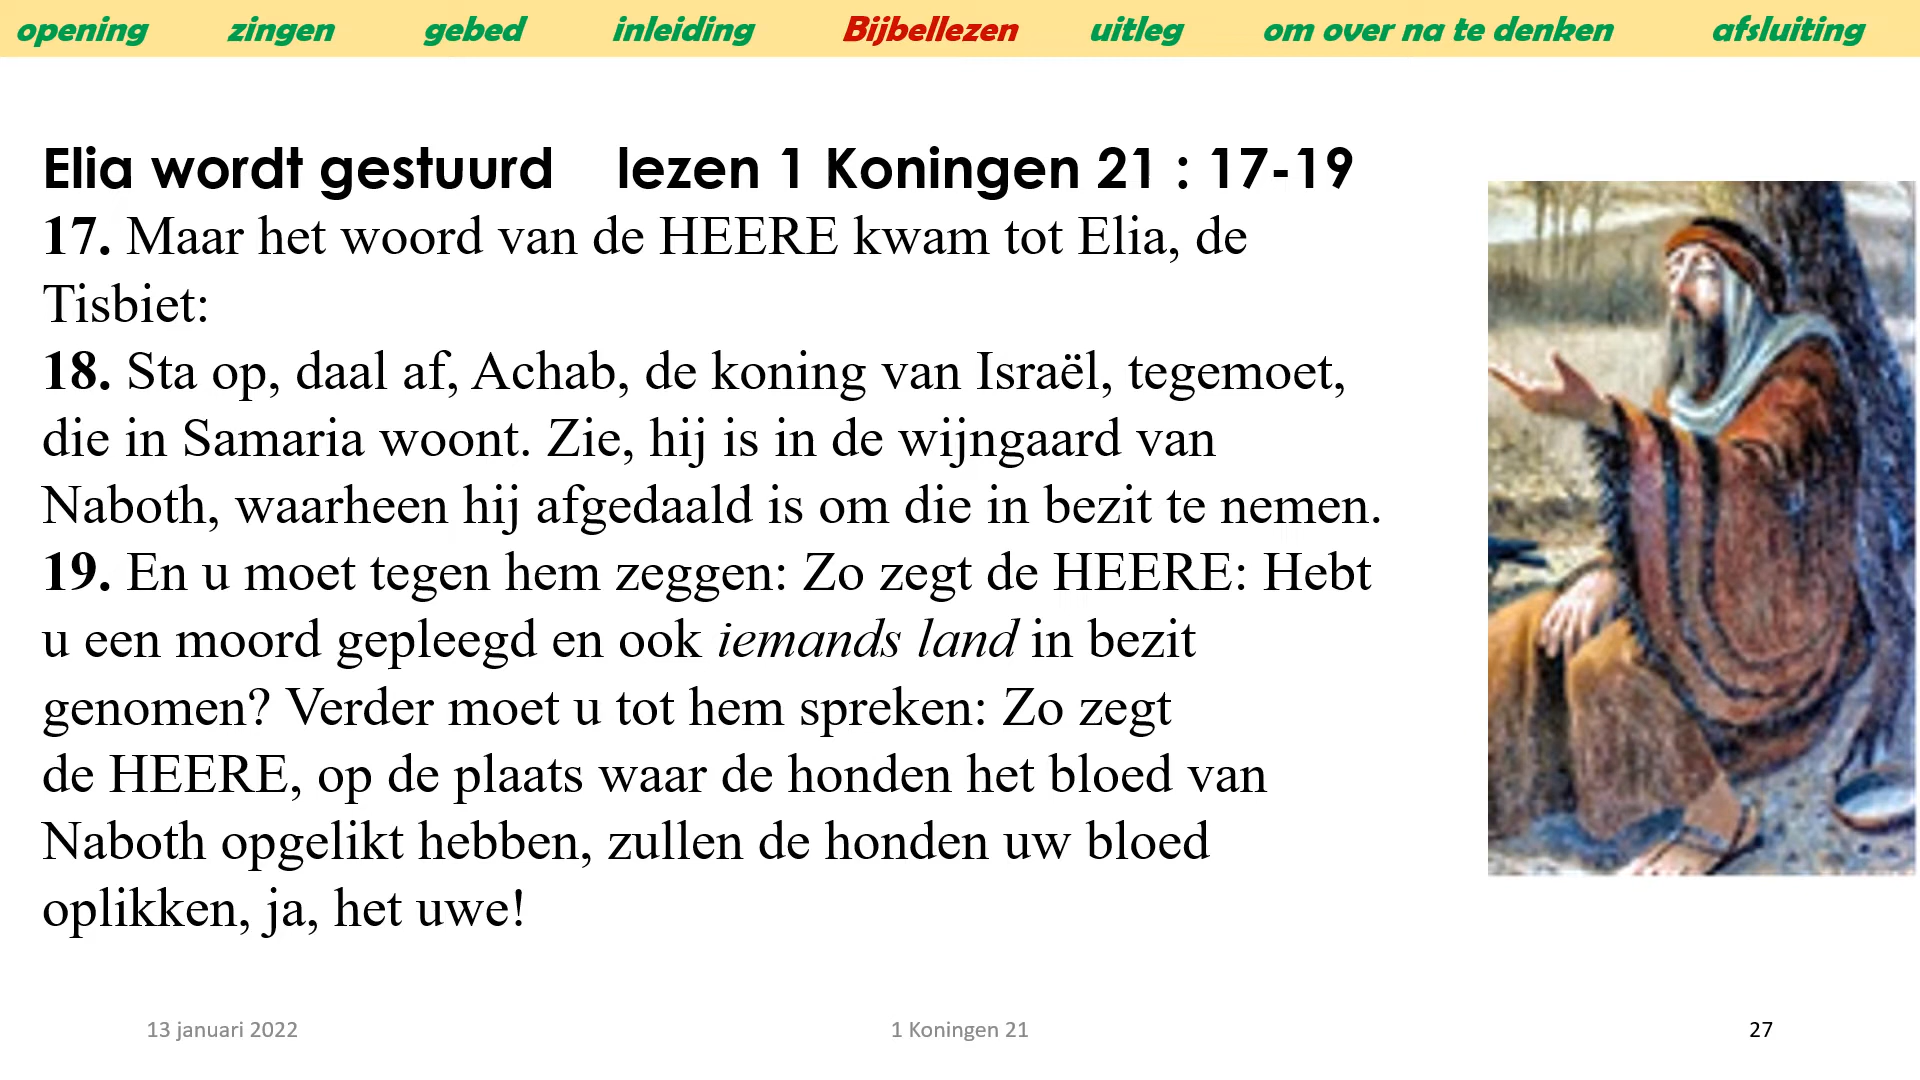 opening zingen gebed inleiding Bijbellezen uitleg om over na te denken afsluiting
Elia wordt gestuurd lezen 1 Koningen 21 : 17-19
17. Maar het woord van de HEERE kwam tot Elia, de
Tisbiet:
18. Sta op, daal af, Achab, de koning van Israël, tegemoet,
die in Samaria woont. Zie, hij is in de wijngaard van
Naboth, waarheen hij afgedaald is om die in bezit te nemen.
19. En u moet tegen hem zeggen: Zo zegt de HEERE: Hebt
u een moord gepleegd en ook iemands land in bezit
genomen? Verder moet u tot hem spreken: Zo zegt
de HEERE, op de plaats waar de honden het bloed van
Naboth opgelikt hebben, zullen de honden uw bloed
oplikken, ja, het uwe!
13 januari 2022 1 Koningen 21 27